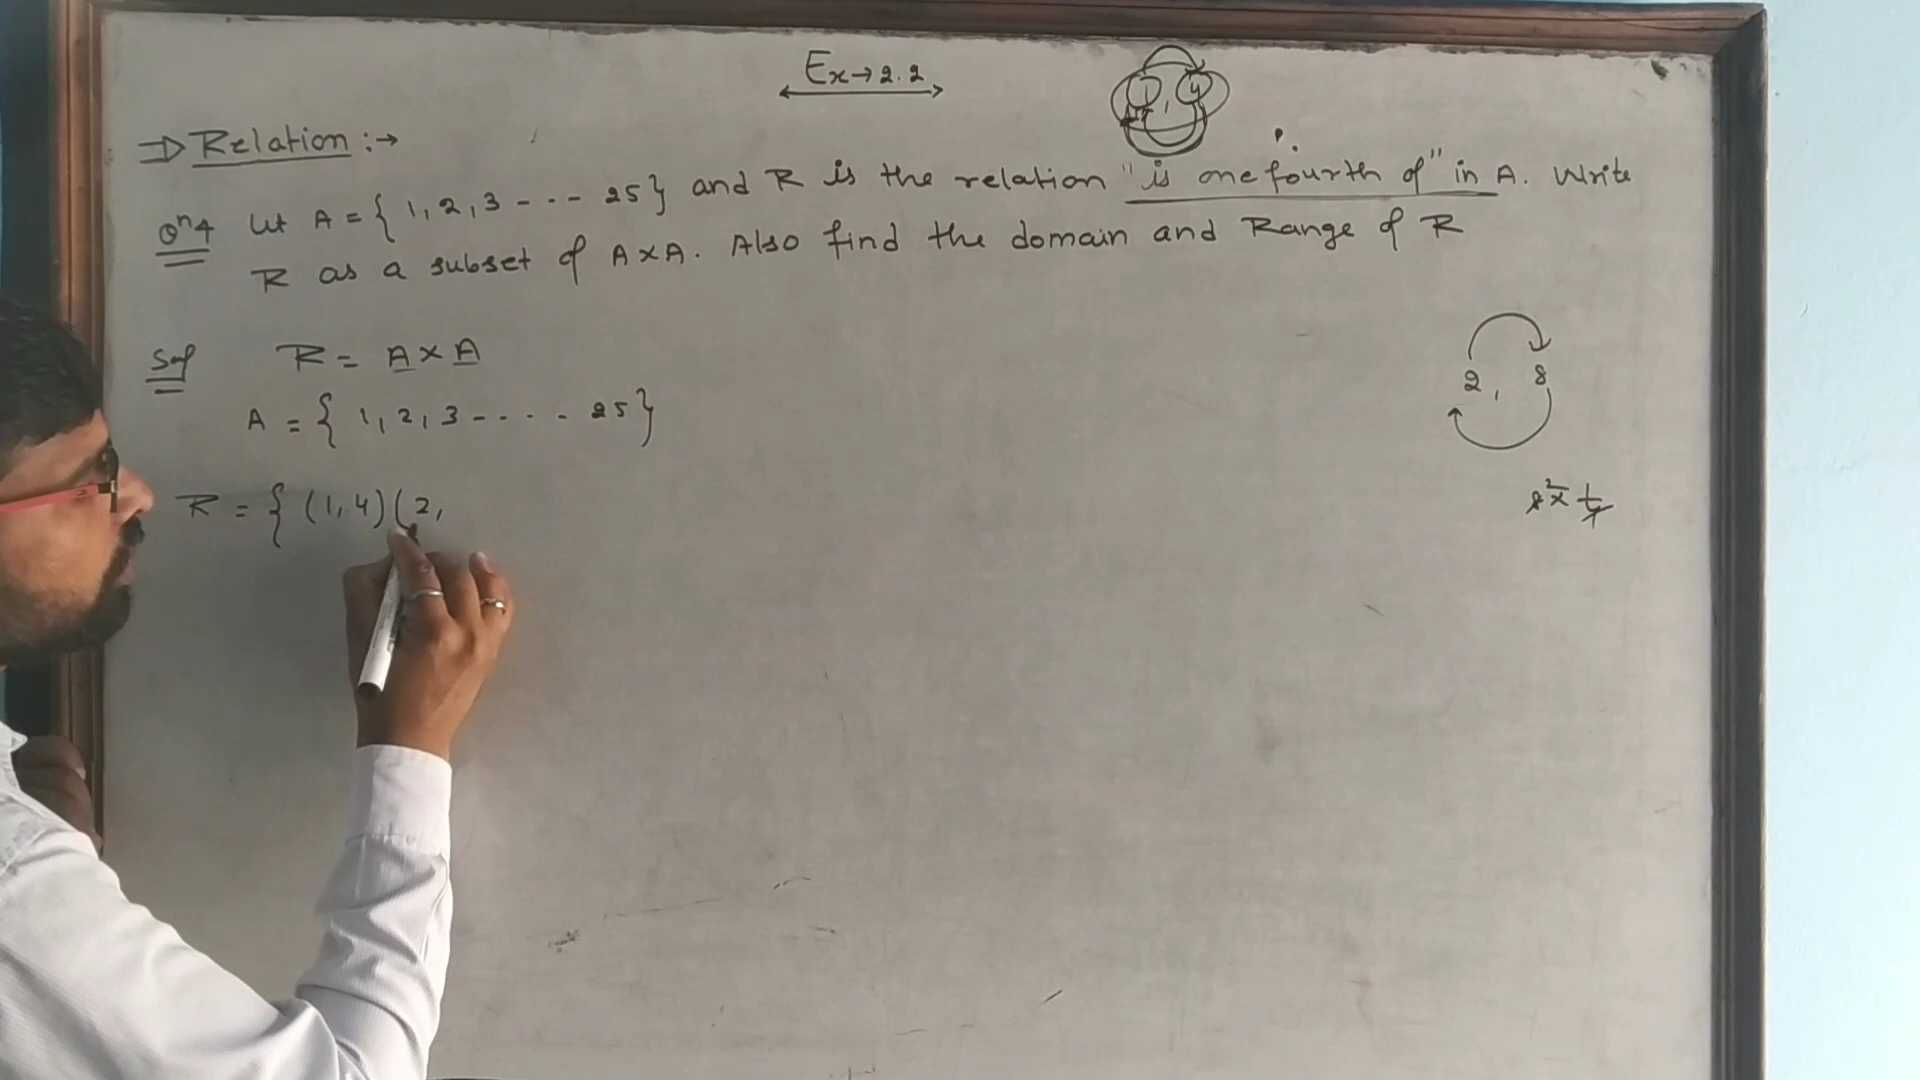 Ex→2.2
1, 4
⇒ Relation :→
Qn4 Let A = { 1, 2, 3 - - - 25 } and R is the relation "is one fourth of" in A. Write
R as a subset of A×A. Also find the domain and Range of R
Sol R = A × A
A = { 1, 2, 3 - - - - 25 }
2, 8
R = { (1, 4) (2,